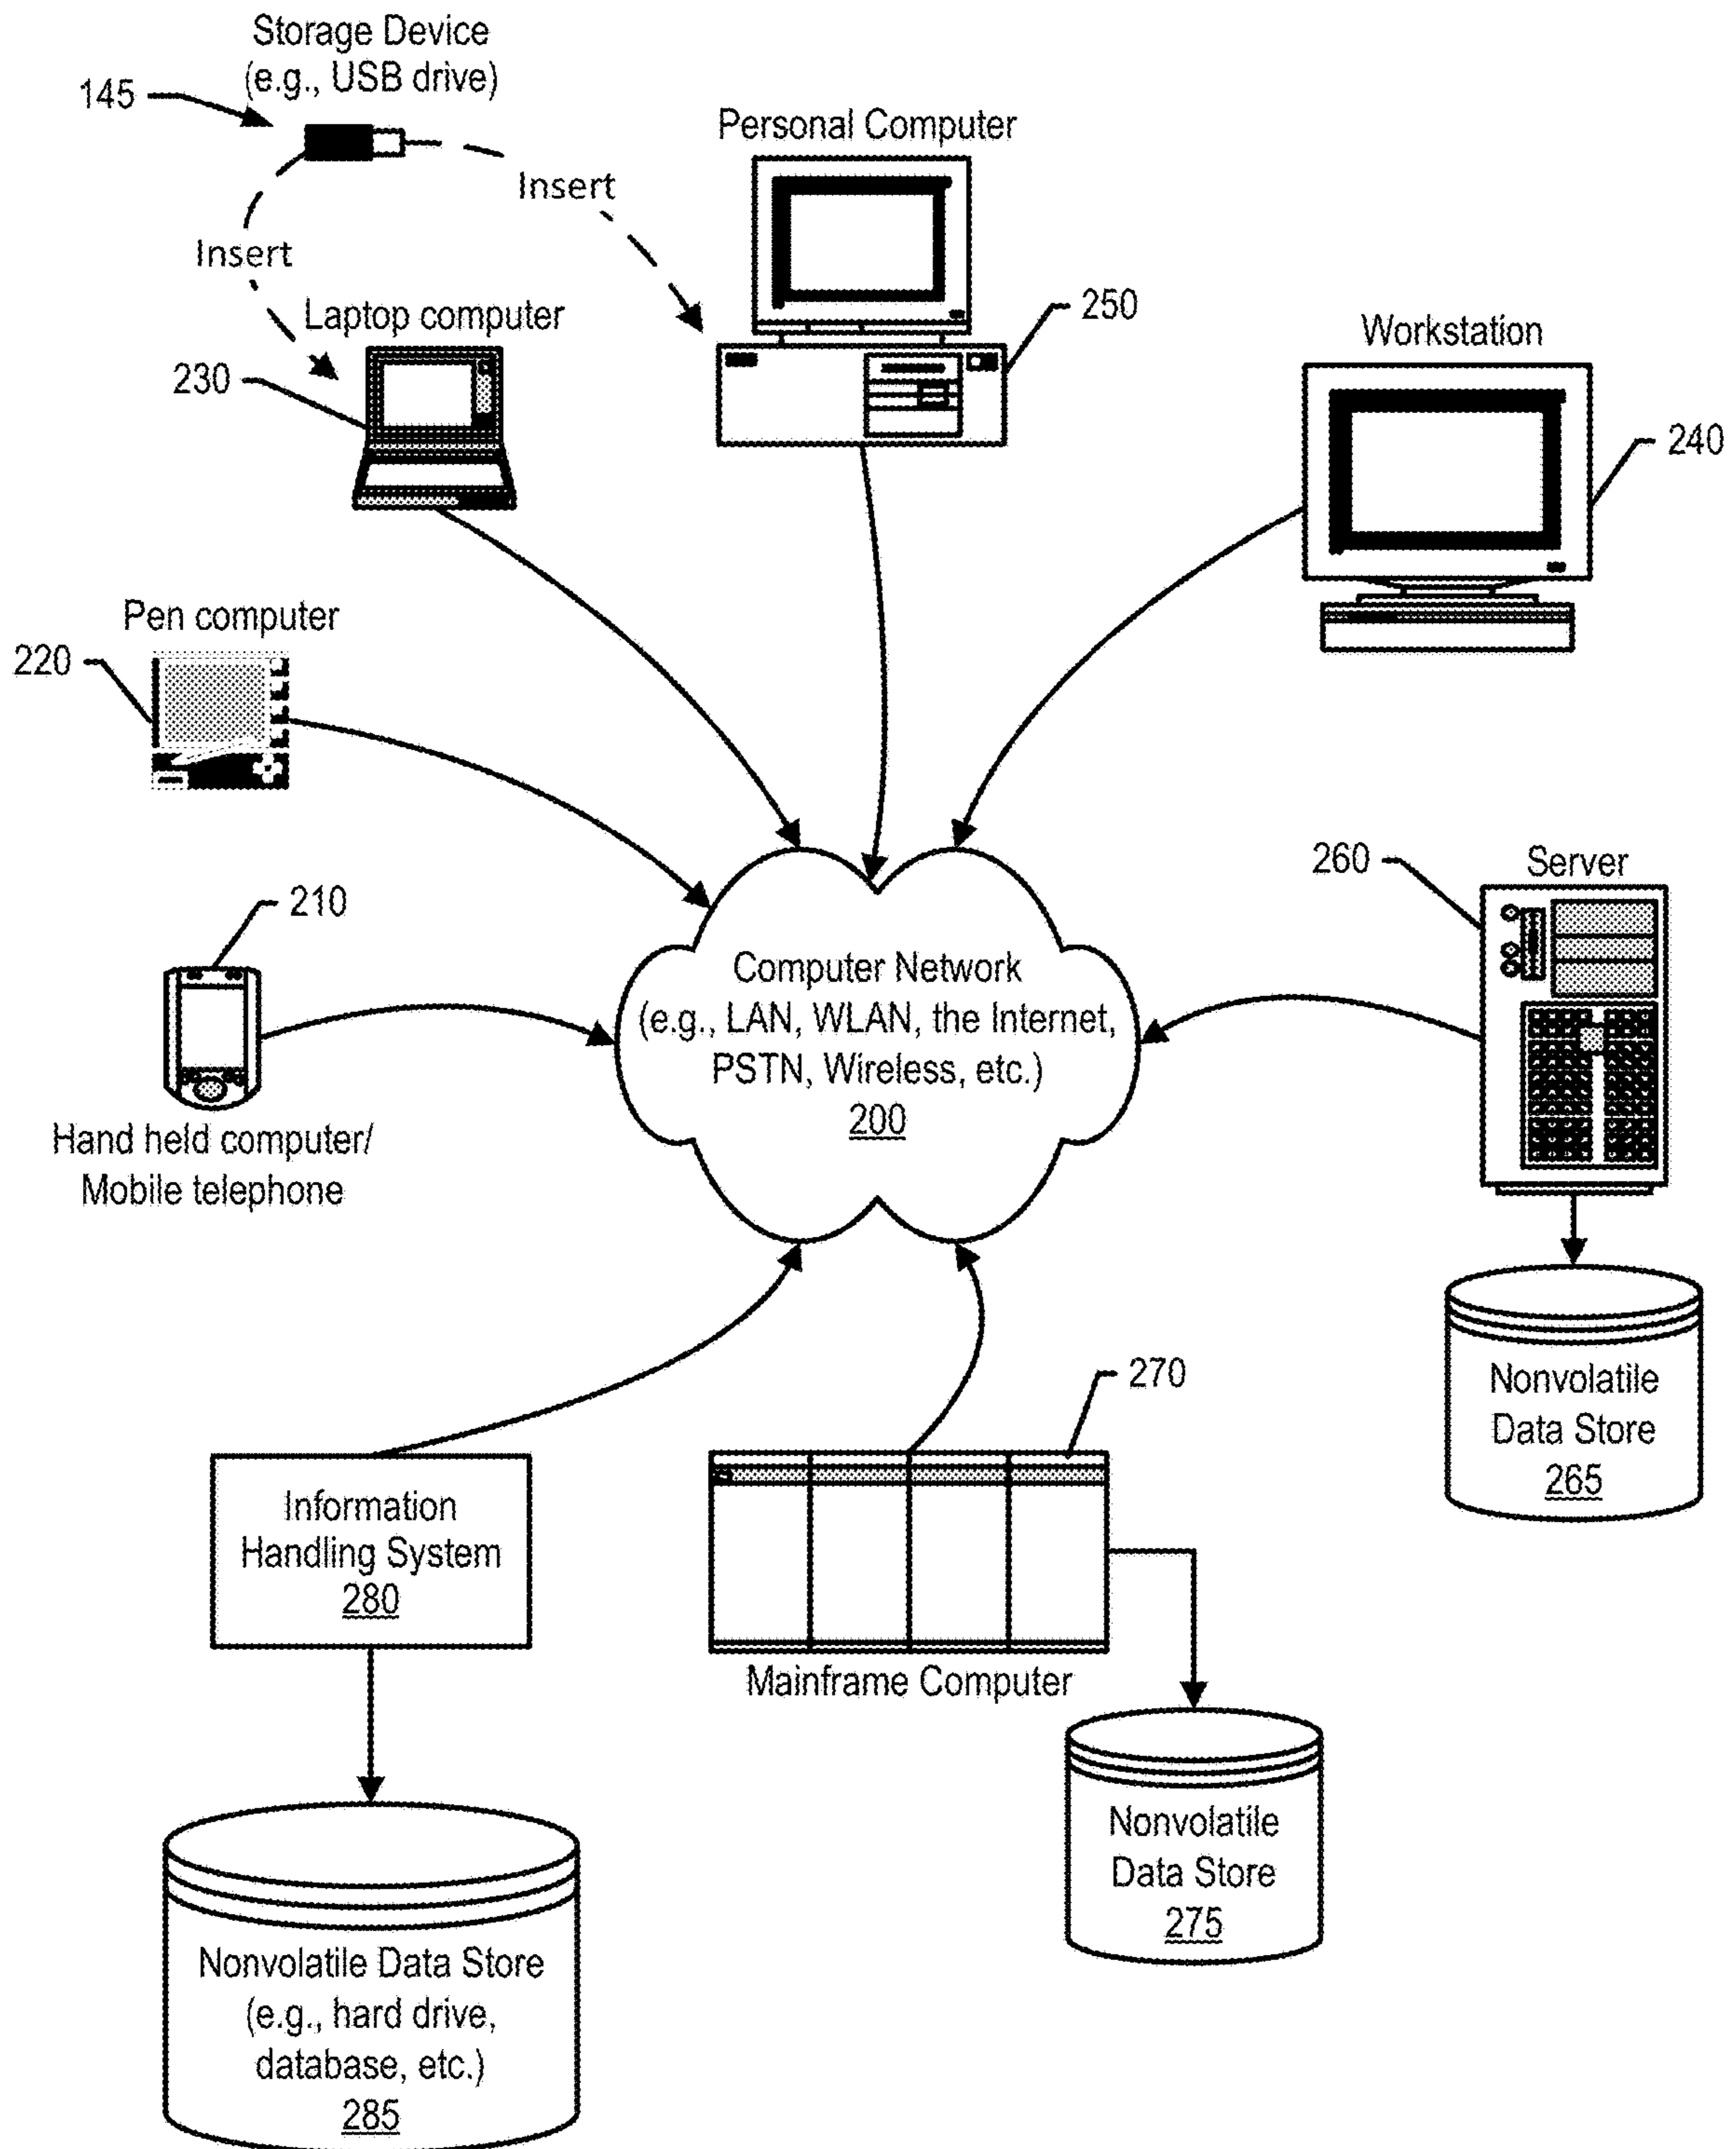 Storage Device
(e.g., USB drive)
145
Insert
Insert
Personal Computer
250
Laptop computer
230
Workstation
240
Pen computer
220
210
Hand held computer/
Mobile telephone
Computer Network
(e.g., LAN, WLAN, the Internet,
PSTN, Wireless, etc.)
200
260
Server
Nonvolatile
Data Store
265
270
Mainframe Computer
Information
Handling System
280
Nonvolatile
Data Store
275
Nonvolatile Data Store
(e.g., hard drive,
database, etc.)
285